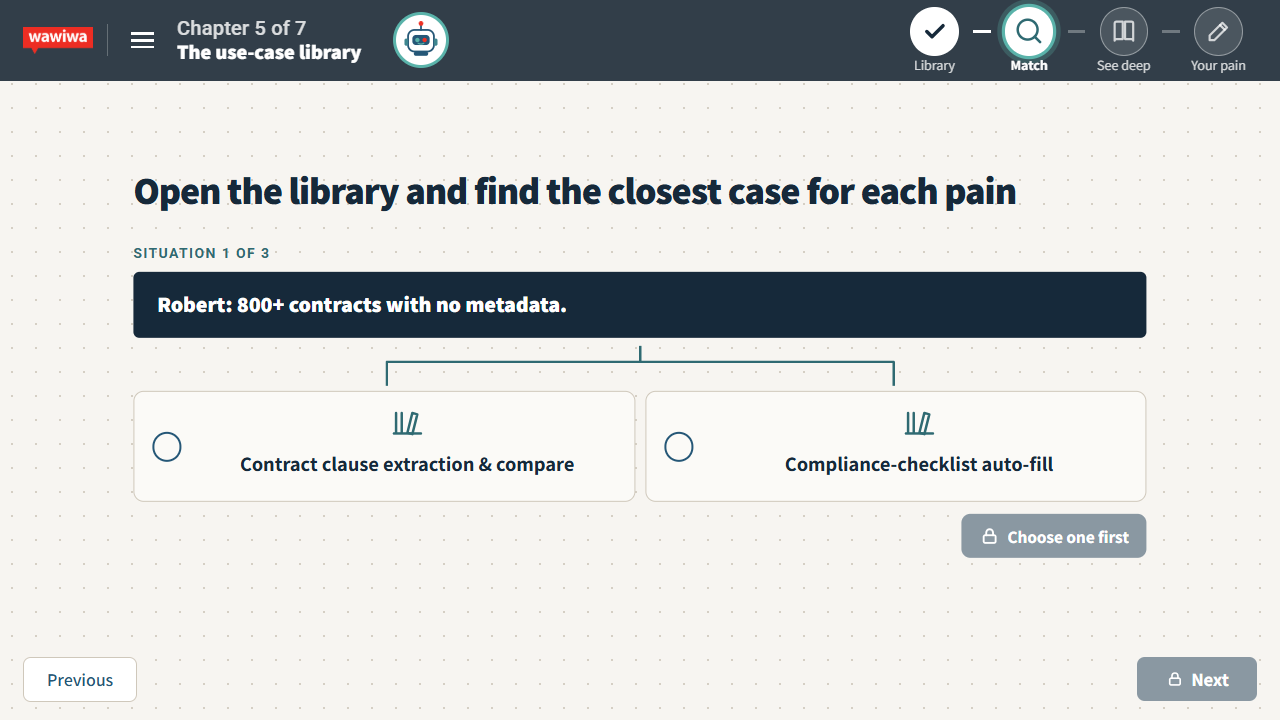 wawiwa
Chapter 5 of 7
The use-case library
Library
Match
See deep
Your pain
Open the library and find the closest case for each pain
SITUATION 1 OF 3
Robert: 800+ contracts with no metadata.
Contract clause extraction & compare
Compliance-checklist auto-fill
Choose one first
Previous
Next